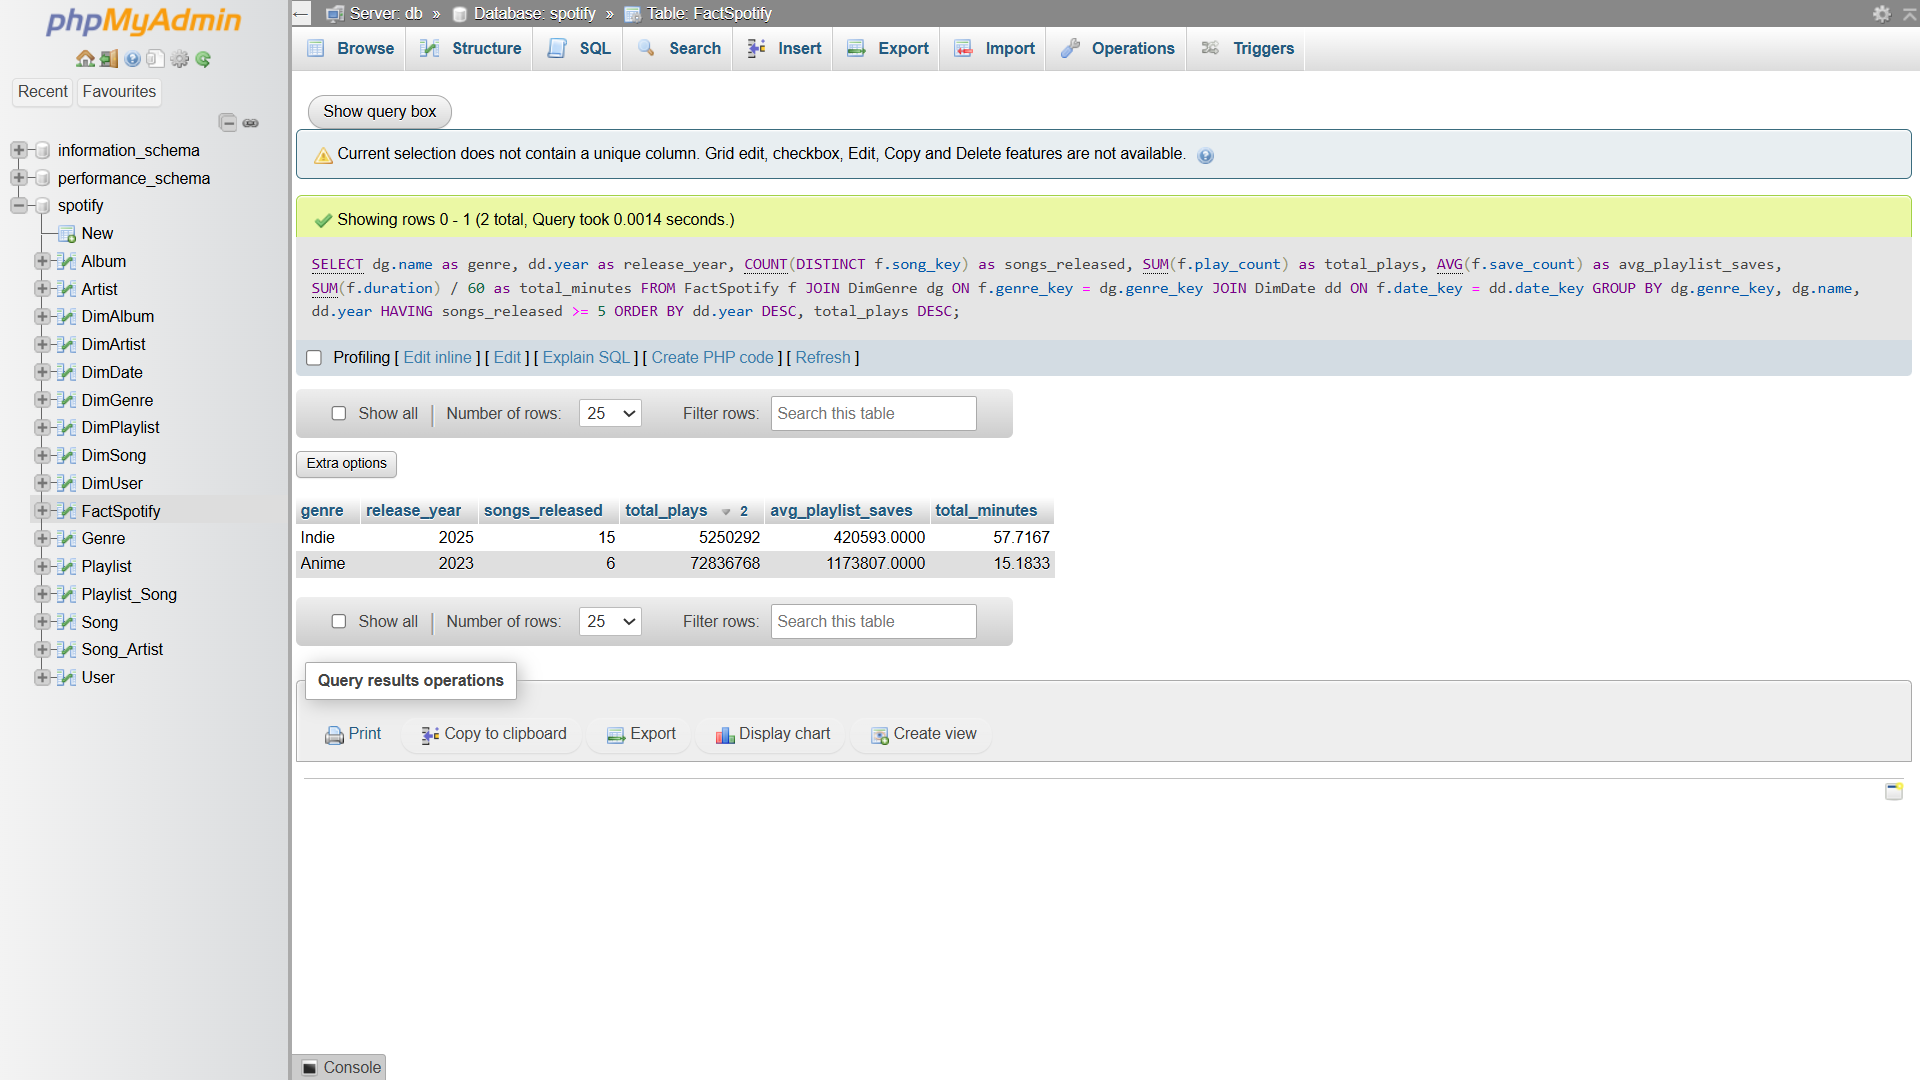 phpMyAdmin
Recent Favourites
information_schema
performance_schema
spotify
New
Album
Artist
DimAlbum
DimArtist
DimDate
DimGenre
DimPlaylist
DimSong
DimUser
FactSpotify
Genre
Playlist
Playlist_Song
Song
Song_Artist
User
Server: db » Database: spotify » Table: FactSpotify
Browse Structure SQL Search Insert Export Import Operations Triggers
Show query box
Current selection does not contain a unique column. Grid edit, checkbox, Edit, Copy and Delete features are not available.
Showing rows 0 - 1 (2 total, Query took 0.0014 seconds.)
SELECT dg.name as genre, dd.year as release_year, COUNT(DISTINCT f.song_key) as songs_released, SUM(f.play_count) as total_plays, AVG(f.save_count) as avg_playlist_saves,
SUM(f.duration) / 60 as total_minutes FROM FactSpotify f JOIN DimGenre dg ON f.genre_key = dg.genre_key JOIN DimDate dd ON f.date_key = dd.date_key GROUP BY dg.genre_key, dg.name,
dd.year HAVING songs_released >= 5 ORDER BY dd.year DESC, total_plays DESC;
Profiling [ Edit inline ] [ Edit ] [ Explain SQL ] [ Create PHP code ] [ Refresh ]
Show all | Number of rows: 25 Filter rows: Search this table
Extra options
genre release_year songs_released total_plays 2 avg_playlist_saves total_minutes
Indie 2025 15 5250292 420593.0000 57.7167
Anime 2023 6 72836768 1173807.0000 15.1833
Show all | Number of rows: 25 Filter rows: Search this table
Query results operations
Print Copy to clipboard Export Display chart Create view
Console